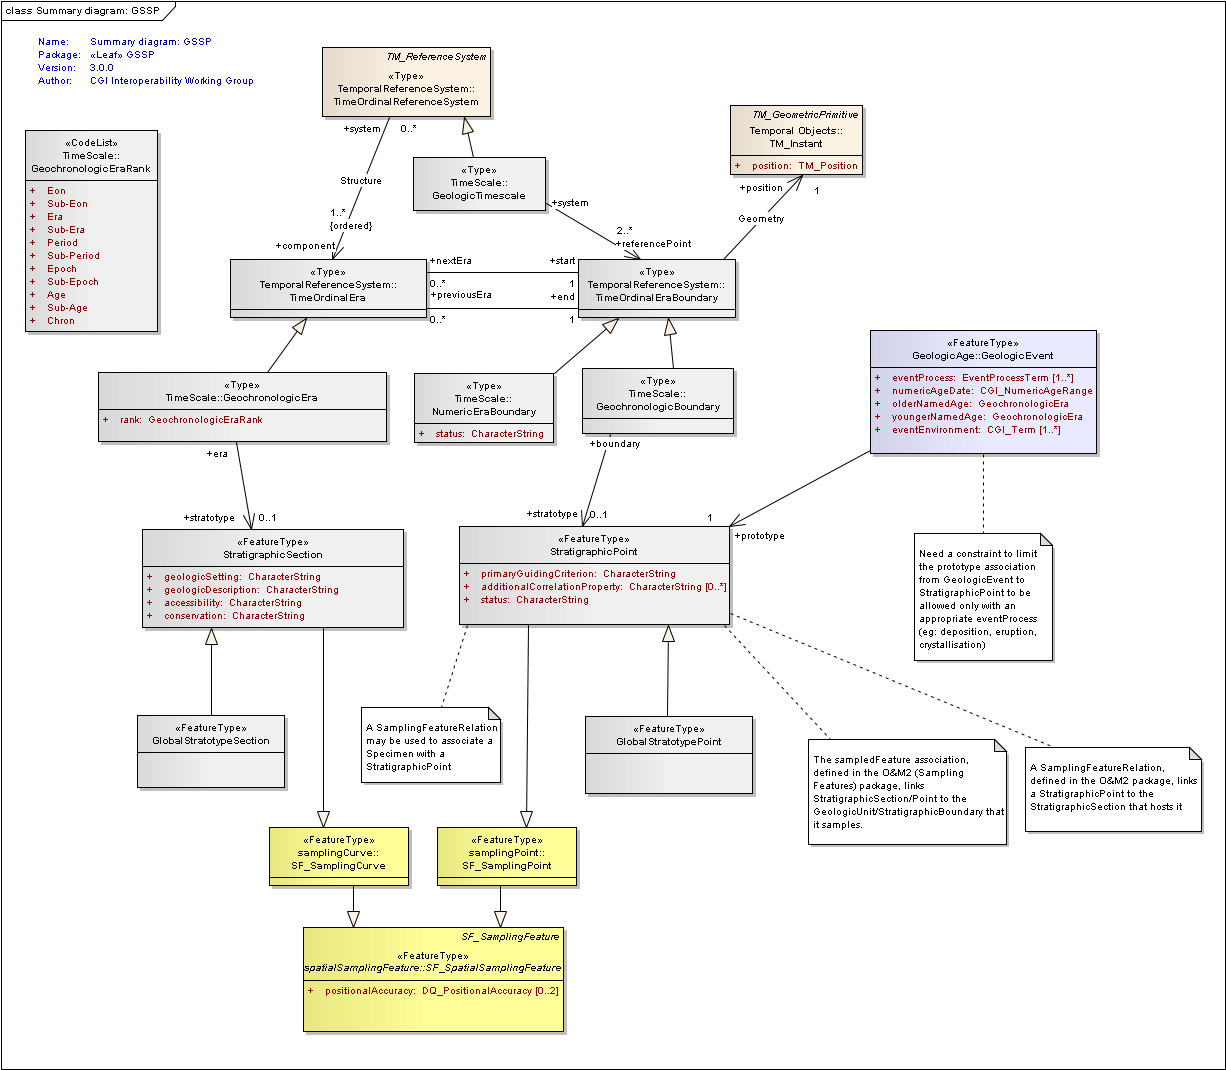 class Summary diagram: GSSP
Name: Summary diagram: GSSP
Package: «Leaf» GSSP
Version: 3.0.0
Author: CGI Interoperability Working Group
TM_ReferenceSystem
«Type»
TemporalReferenceSystem::
TimeOrdinalReferenceSystem
+system 0..*
Structure
1..*
{ordered}
+component
«CodeList»
TimeScale::
GeochronologicEraRank
+ Eon
+ Sub-Eon
+ Era
+ Sub-Era
+ Period
+ Sub-Period
+ Epoch
+ Sub-Epoch
+ Age
+ Sub-Age
+ Chron
«Type»
TimeScale::
GeologicTimescale
+system
2..*
+referencePoint
TM_GeometricPrimitive
Temporal Objects::
TM_Instant
+ position: TM_Position
+position 1
Geometry
«Type»
TemporalReferenceSystem::
TimeOrdinalEra
+nextEra +start
0..* 1
+previousEra +end
0..* 1
«Type»
TemporalReferenceSystem::
TimeOrdinalEraBoundary
«Type»
TimeScale::GeochronologicEra
+ rank: GeochronologicEraRank
+era
+stratotype 0..1
«Type»
TimeScale::
NumericEraBoundary
+ status: CharacterString
«Type»
TimeScale::
GeochronologicBoundary
+boundary
+stratotype 0..1
«FeatureType»
GeologicAge::GeologicEvent
+ eventProcess: EventProcessTerm [1..*]
+ numericAgeDate: CGI_NumericAgeRange
+ olderNamedAge: GeochronologicEra
+ youngerNamedAge: GeochronologicEra
+ eventEnvironment: CGI_Term [1..*]
1
+prototype
«FeatureType»
StratigraphicSection
+ geologicSetting: CharacterString
+ geologicDescription: CharacterString
+ accessibility: CharacterString
+ conservation: CharacterString
«FeatureType»
StratigraphicPoint
+ primaryGuidingCriterion: CharacterString
+ additionalCorrelationProperty: CharacterString [0..*]
+ status: CharacterString
Need a constraint to limit
the prototype association
from GeologicEvent to
StratigraphicPoint to be
allowed only with an
appropriate eventProcess
(eg: deposition, eruption,
crystallisation)
«FeatureType»
GlobalStratotypeSection
A SamplingFeatureRelation
may be used to associate a
Specimen with a
StratigraphicPoint
«FeatureType»
GlobalStratotypePoint
The sampledFeature association,
defined in the O&M2 (Sampling
Features) package, links
StratigraphicSection/Point to the
GeologicUnit/StratigraphicBoundary that
it samples.
A SamplingFeatureRelation,
defined in the O&M2 package, links
a StratigraphicPoint to the
StratigraphicSection that hosts it
«FeatureType»
samplingCurve::
SF_SamplingCurve
«FeatureType»
samplingPoint::
SF_SamplingPoint
SF_SamplingFeature
«FeatureType»
spatialSamplingFeature::SF_SpatialSamplingFeature
+ positionalAccuracy: DQ_PositionalAccuracy [0..2]